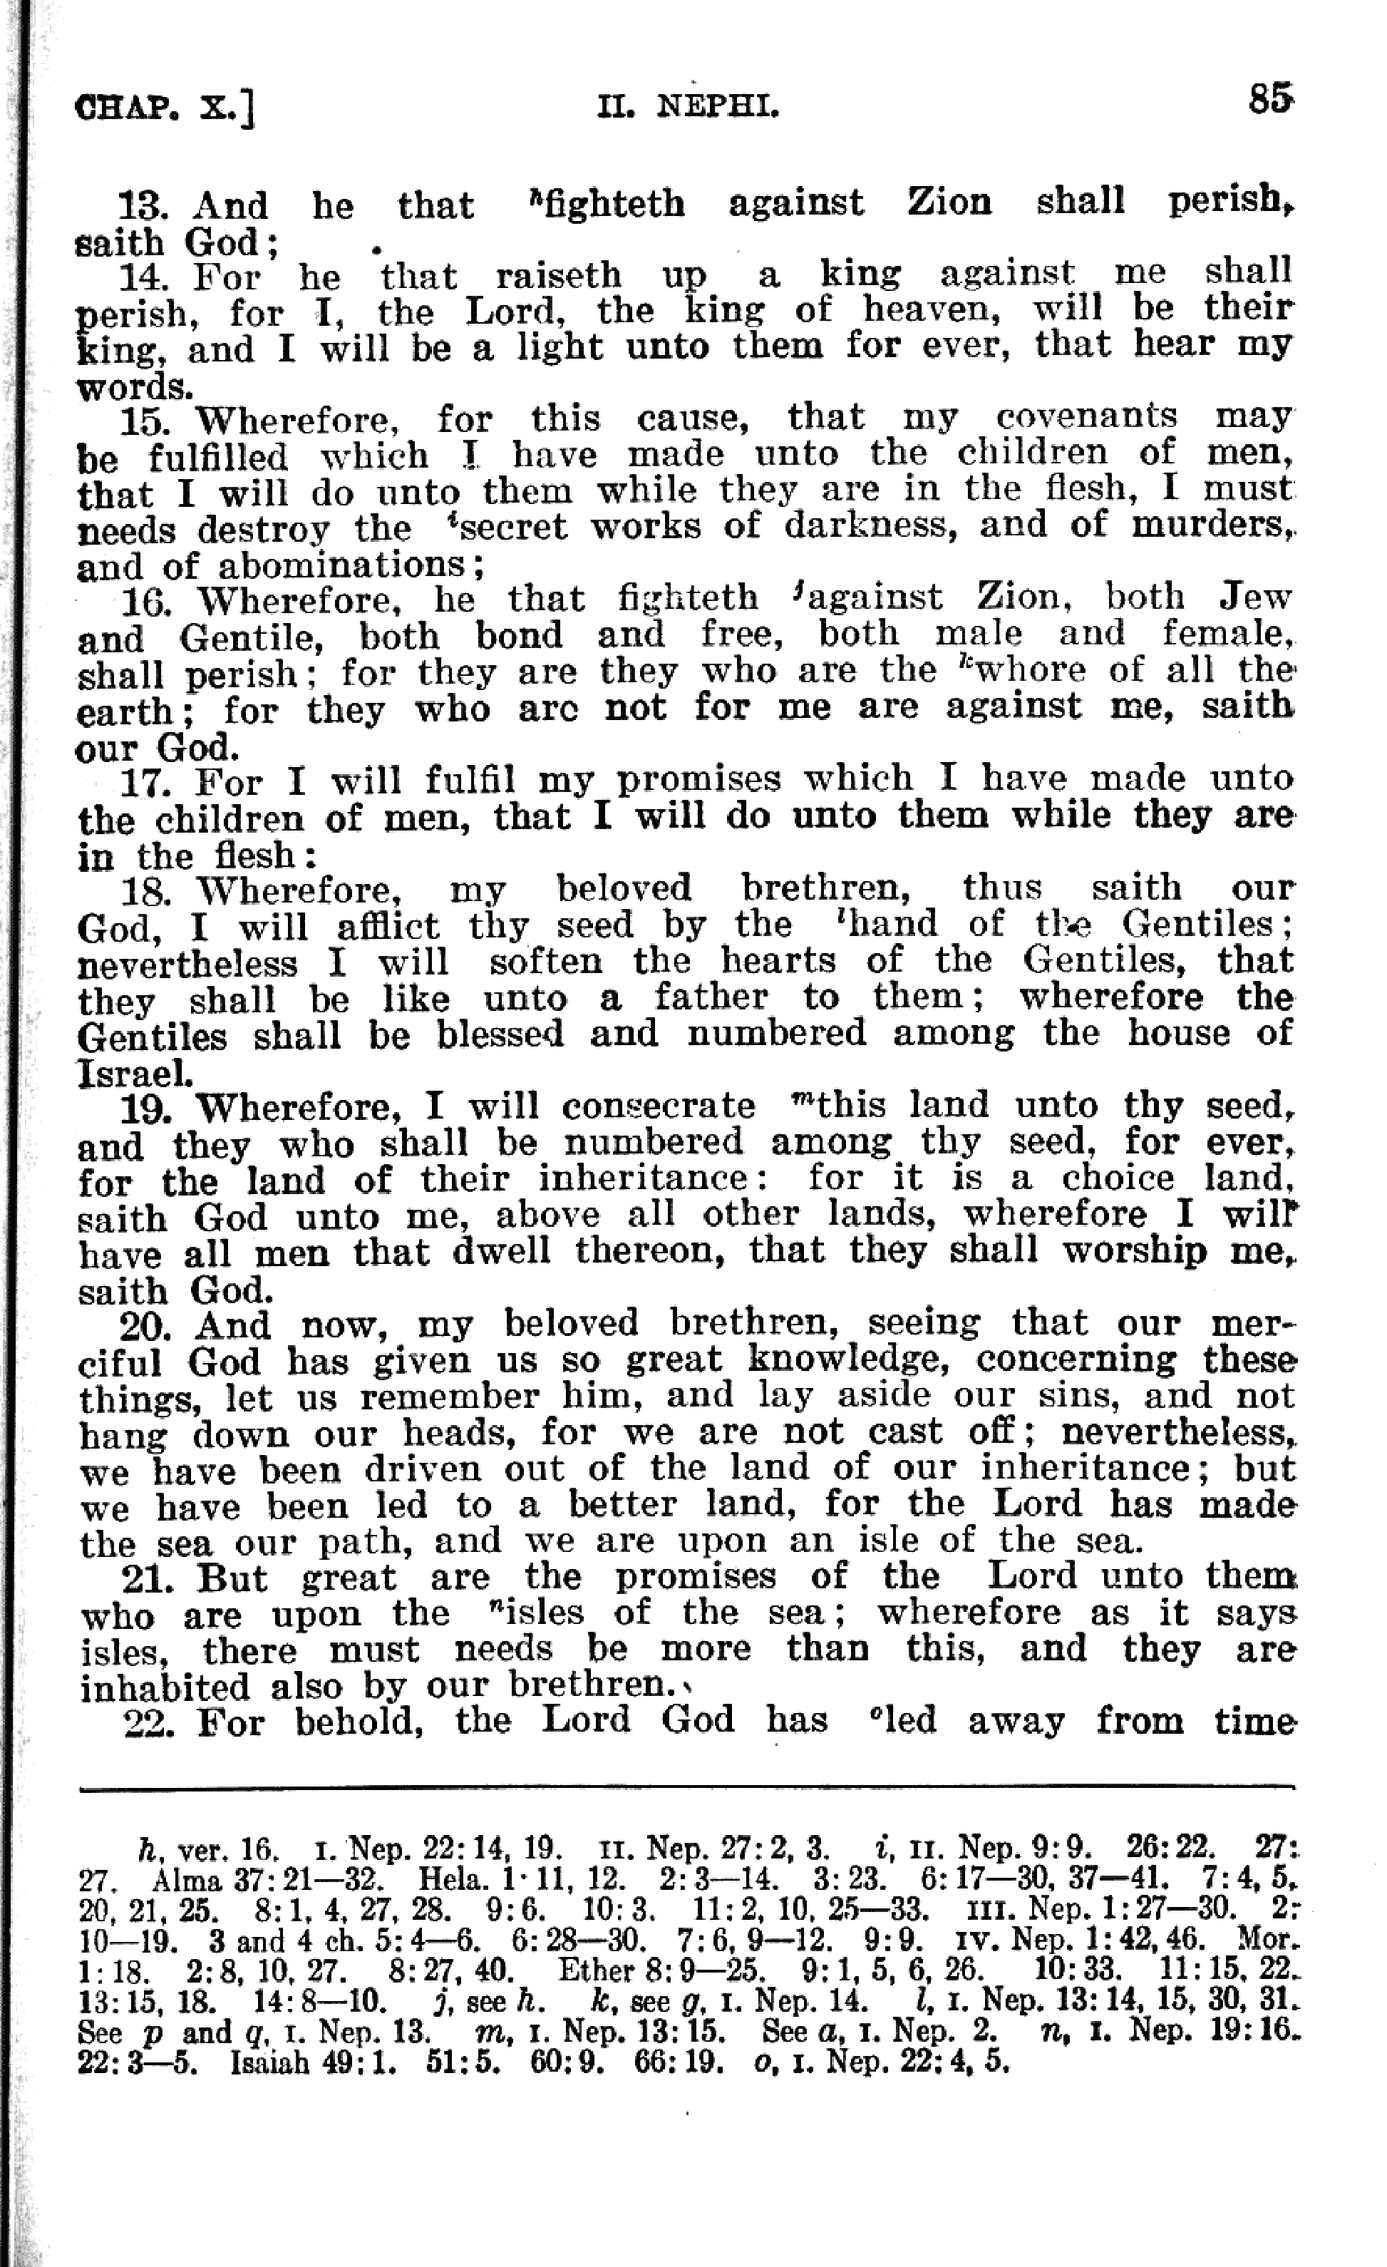 CHAP. X.] II. NEPHI. 85
13. And he that ʰfighteth against Zion shall perish,
saith God;
14. For he that raiseth up a king against me shall
perish, for I, the Lord, the king of heaven, will be their
king, and I will be a light unto them for ever, that hear my
words.
15. Wherefore, for this cause, that my covenants may
be fulfilled which I have made unto the children of men,
that I will do unto them while they are in the flesh, I must
needs destroy the ⁱsecret works of darkness, and of murders,
and of abominations;
16. Wherefore, he that fighteth ʲagainst Zion, both Jew
and Gentile, both bond and free, both male and female,
shall perish; for they are they who are the ᵏwhore of all the
earth; for they who are not for me are against me, saith
our God.
17. For I will fulfil my promises which I have made unto
the children of men, that I will do unto them while they are
in the flesh:
18. Wherefore, my beloved brethren, thus saith our
God, I will afflict thy seed by the ˡhand of the Gentiles;
nevertheless I will soften the hearts of the Gentiles, that
they shall be like unto a father to them; wherefore the
Gentiles shall be blessed and numbered among the house of
Israel.
19. Wherefore, I will consecrate ᵐthis land unto thy seed,
and they who shall be numbered among thy seed, for ever,
for the land of their inheritance: for it is a choice land,
saith God unto me, above all other lands, wherefore I will
have all men that dwell thereon, that they shall worship me,
saith God.
20. And now, my beloved brethren, seeing that our mer-
ciful God has given us so great knowledge, concerning these
things, let us remember him, and lay aside our sins, and not
hang down our heads, for we are not cast off; nevertheless,
we have been driven out of the land of our inheritance; but
we have been led to a better land, for the Lord has made
the sea our path, and we are upon an isle of the sea.
21. But great are the promises of the Lord unto them
who are upon the ⁿisles of the sea; wherefore as it says
isles, there must needs be more than this, and they are
inhabited also by our brethren.
22. For behold, the Lord God has ᵒled away from time
h, ver. 16. I. Nep. 22:14, 19. II. Nep. 27:2, 3. i, II. Nep. 9:9. 26:22. 27:
27. Alma 37:21—32. Hela. 1:11, 12. 2:3—14. 3:23. 6:17—30, 37—41. 7:4, 5,
20, 21, 25. 8:1, 4, 27, 28. 9:6. 10:3. 11:2, 10, 25—33. III. Nep. 1:27—30. 2:
10—19. 3 and 4 ch. 5:4—6. 6:28—30. 7:6, 9—12. 9:9. IV. Nep. 1:42, 46. Mor.
1:18. 2:8, 10, 27. 8:27, 40. Ether 8:9—25. 9:1, 5, 6, 26. 10:33. 11:15, 22.
13:15, 18. 14:8—10. j, see h. k, see g, I. Nep. 14. l, I. Nep. 13:14, 15, 30, 31.
See p and q, I. Nep. 13. m, I. Nep. 13:15. See a, I. Nep. 2. n, I. Nep. 19:16.
22:3—5. Isaiah 49:1. 51:5. 60:9. 66:19. o, I. Nep. 22:4, 5.